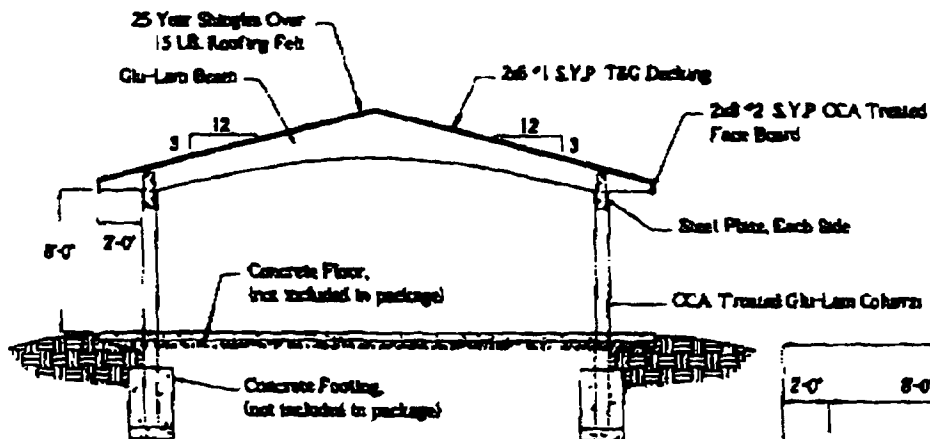 25 Year Shingles Over
15 LB. Roofing Felt
Glu-Lam Beam
2x6 #1 S.Y.P T&G Decking
2x8 #2 S.Y.P CCA Treated
Face Board
12
3
12
3
Steel Plate, Each Side
8'-0"
2'-0"
Concrete Floor,
(not included in package)
CCA Treated Glu-Lam Column
Concrete Footing,
(not included in package)
2'-0"
8'-0